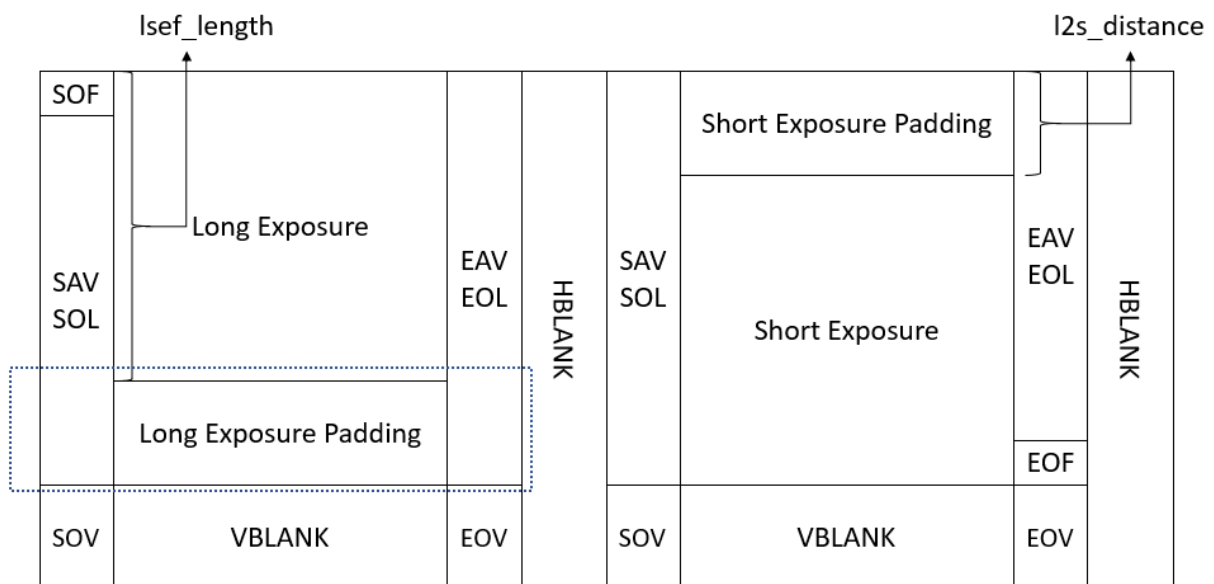 lsef_length
l2s_distance
SOF
Short Exposure Padding
Long Exposure
EAV
EOL
SAV
SOL
HBLANK
SAV
SOL
Short Exposure
EAV
EOL
HBLANK
Long Exposure Padding
EOF
SOV
VBLANK
EOV
SOV
VBLANK
EOV